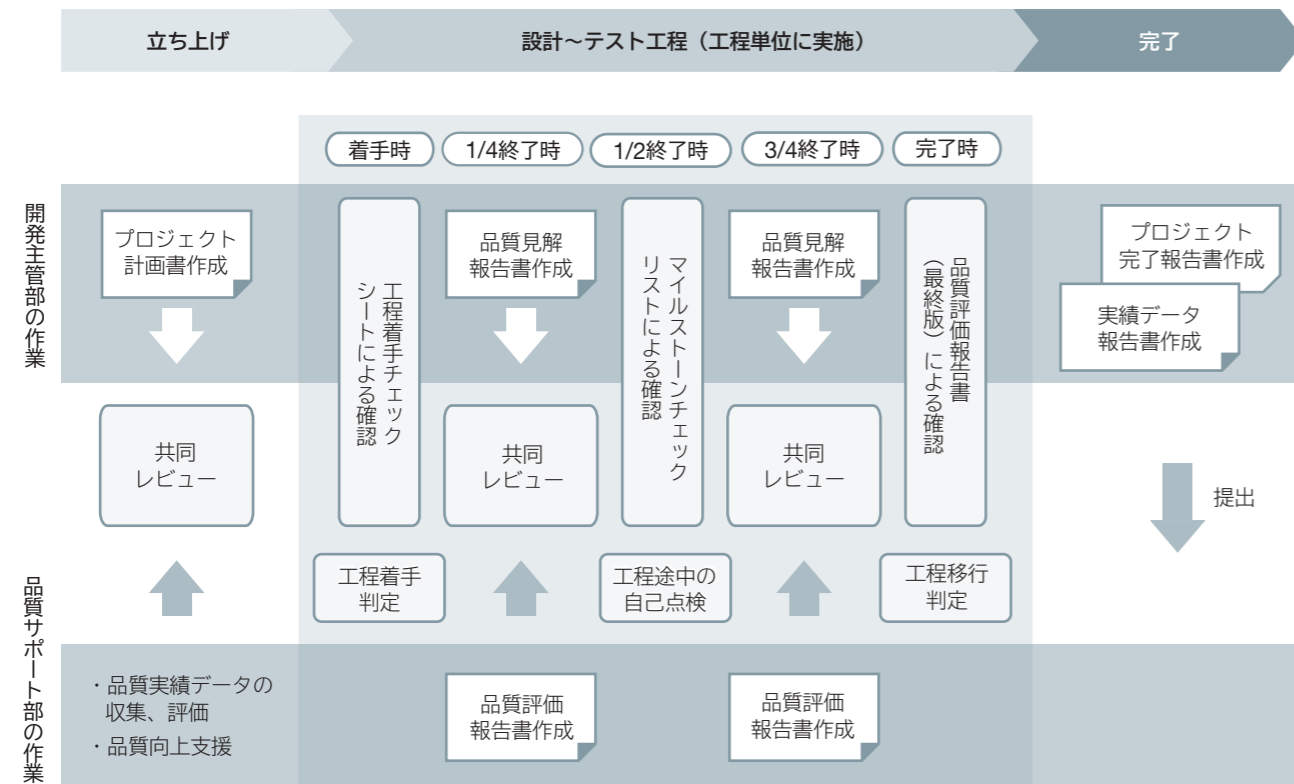 立ち上げ
設計～テスト工程（工程単位に実施）
完了
着手時
1/4終了時
1/2終了時
3/4終了時
完了時
開発主管部の作業
プロジェクト
計画書作成
工程着手チェック
シートによる確認
品質見解
報告書作成
マイルストーンチェック
リストによる確認
品質見解
報告書作成
品質評価報告書
（最終版）による確認
プロジェクト
完了報告書作成
実績データ
報告書作成
共同
レビュー
共同
レビュー
共同
レビュー
提出
工程着手
判定
工程途中の
自己点検
工程移行
判定
品質サポート部の作業
・品質実績データの
収集、評価
・品質向上支援
品質評価
報告書作成
品質評価
報告書作成